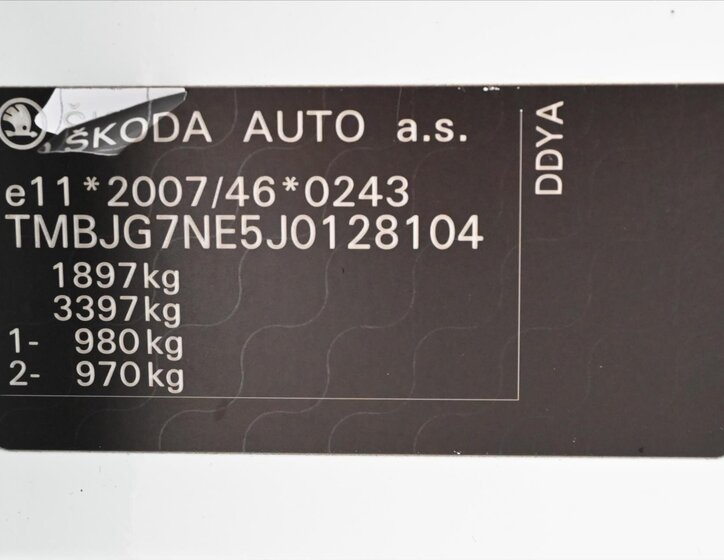 ŠKODA AUTO a.s.
e11*2007/46*0243
TMBJG7NE5J0128104
1897kg
3397kg
1- 980kg
2- 970kg
DDYA